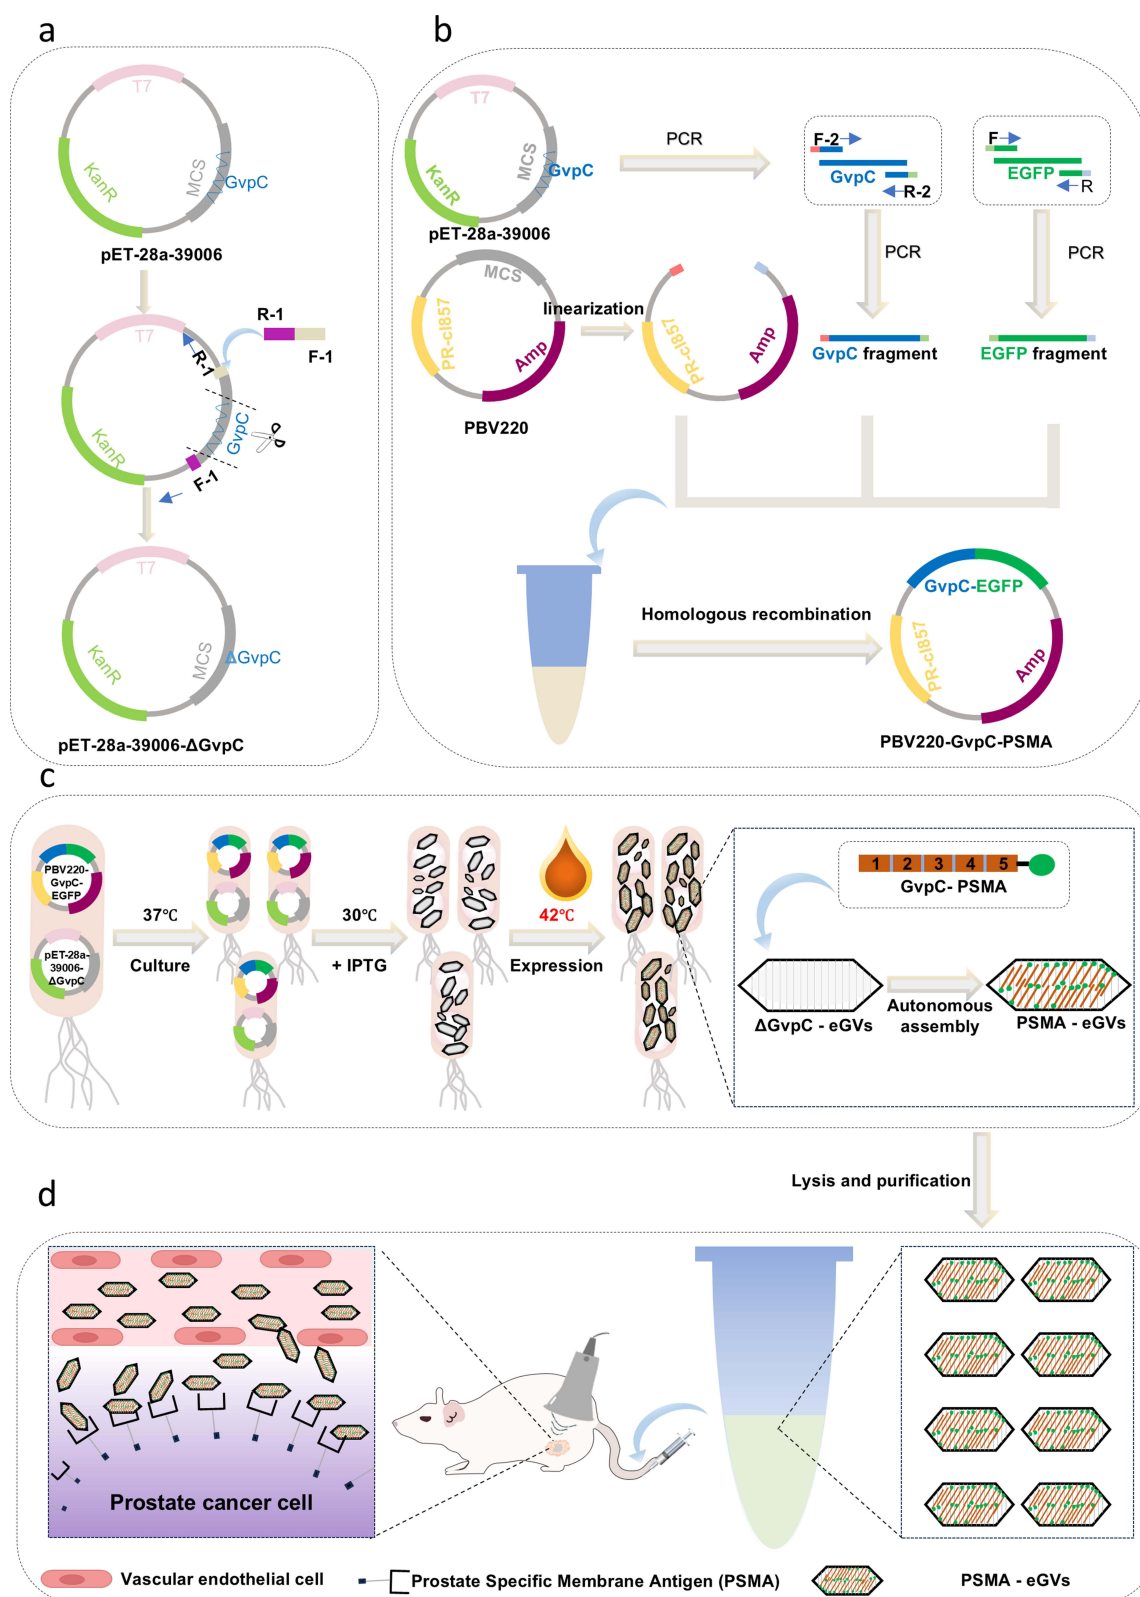 a
T7
KanR
MCS
GvpC
pET-28a-39006
R-1
F-1
T7
R-1
KanR
GvpC
F-1
T7
KanR
MCS
ΔGvpC
pET-28a-39006-ΔGvpC
b
T7
KanR
MCS
GvpC
pET-28a-39006
PCR
F-2
GvpC
R-2
F
EGFP
R
PCR
PCR
MCS
PR-cl857
Amp
PBV220
linearization
PR-cl857
Amp
GvpC fragment
EGFP fragment
Homologous recombination
GvpC-EGFP
PR-cl857
Amp
PBV220-GvpC-PSMA
c
PBV220-
GvpC-
EGFP
pET-28a-
39006-
ΔGvpC
37℃
Culture
30℃
+ IPTG
42℃
Expression
1 2 3 4 5
GvpC- PSMA
ΔGvpC - eGVs
Autonomous
assembly
PSMA - eGVs
Lysis and purification
d
Prostate cancer cell
Vascular endothelial cell
Prostate Specific Membrane Antigen (PSMA)
PSMA - eGVs